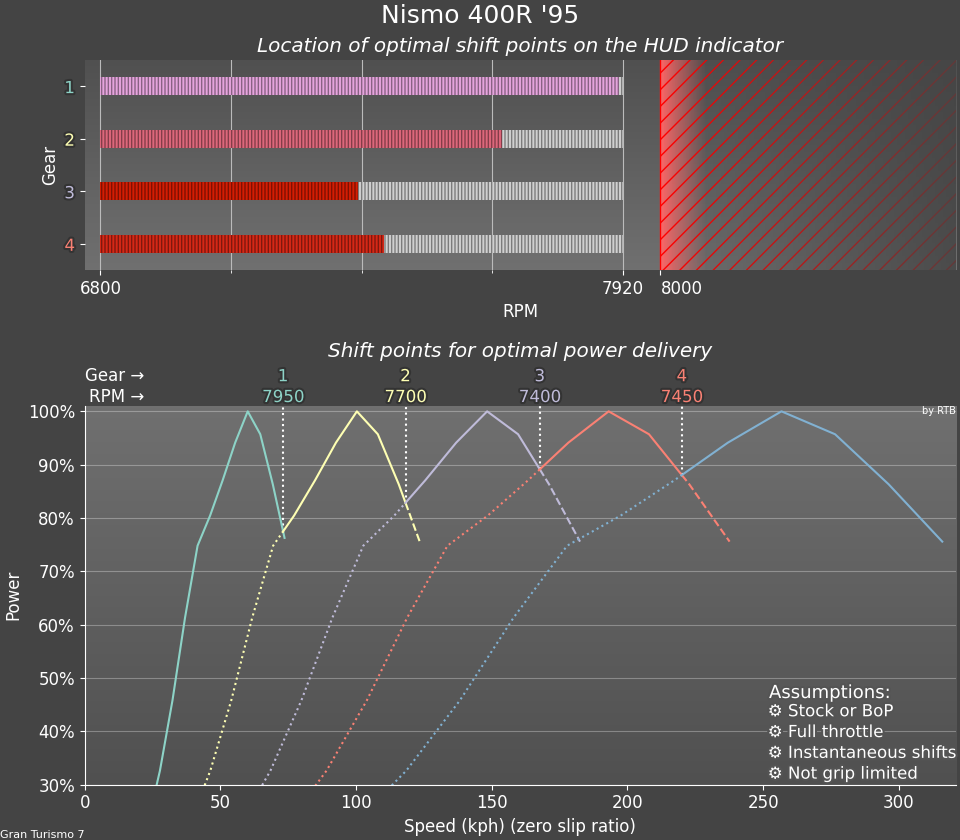 Nismo 400R '95
Location of optimal shift points on the HUD indicator
Gear
1
2
3
4
6800 7920 8000
RPM
Shift points for optimal power delivery
Gear → 1 2 3 4
RPM → 7950 7700 7400 7450
by RTB
Power
100%
90%
80%
70%
60%
50%
40%
30%
Assumptions:
⚙ Stock or BoP
⚙ Full throttle
⚙ Instantaneous shifts
⚙ Not grip limited
0 50 100 150 200 250 300
Speed (kph) (zero slip ratio)
Gran Turismo 7